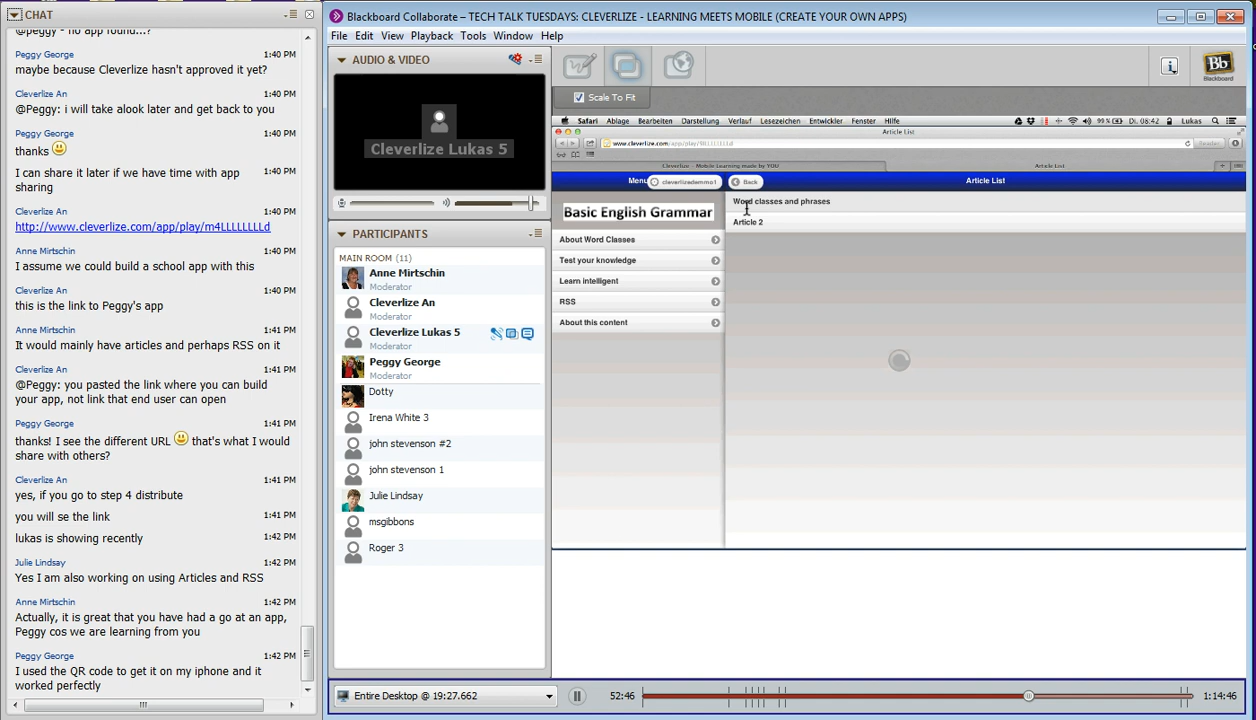 CHAT
@peggy - no app found...?
Peggy George
1:40 PM
maybe because Cleverlize hasn't approved it yet?
Cleverlize An
1:40 PM
@Peggy: i will take alook later and get back to you
Peggy George
1:40 PM
thanks
I can share it later if we have time with app
1:40 PM
sharing
Cleverlize An
1:40 PM
http://www.cleverlize.com/app/play/m4LLLLLLLd
Anne Mirtschin
1:40 PM
I assume we could build a school app with this
Cleverlize An
1:40 PM
this is the link to Peggy's app
Anne Mirtschin
1:41 PM
It would mainly have articles and perhaps RSS on it
Cleverlize An
1:41 PM
@Peggy: you pasted the link where you can build
your app, not link that end user can open
Peggy George
1:41 PM
thanks! I see the different URL that's what I would
share with others?
Cleverlize An
1:41 PM
yes, if you go to step 4 distribute
you will se the link
1:41 PM
lukas is showing recently
1:42 PM
Julie Lindsay
1:42 PM
Yes I am also working on using Articles and RSS
Anne Mirtschin
1:42 PM
Actually, it is great that you have had a go at an app,
Peggy cos we are learning from you
Peggy George
1:42 PM
I used the QR code to get it on my iphone and it
worked perfectly
Blackboard Collaborate – TECH TALK TUESDAYS: CLEVERLIZE - LEARNING MEETS MOBILE (CREATE YOUR OWN APPS)
File Edit View Playback Tools Window Help
AUDIO & VIDEO
Cleverlize Lukas 5
PARTICIPANTS
MAIN ROOM (11)
Anne Mirtschin
Moderator
Cleverlize An
Moderator
Cleverlize Lukas 5
Moderator
Peggy George
Moderator
Dotty
Irena White 3
john stevenson #2
john stevenson 1
Julie Lindsay
msgibbons
Roger 3
Bb
Blackboard
Scale To Fit
Safari Ablage Bearbeiten Darstellung Verlauf Lesezeichen Entwickler Fenster Hilfe
99% Di. 08:42 Lukas
Article List
Reader
Cleverlize - Mobile Learning made by YOU
Article List
Menu
cleverlizedemmo1
Back
Article List
Basic English Grammar
About Word Classes
Test your knowledge
Learn intelligent
RSS
About this content
Word classes and phrases
Article 2
Entire Desktop @ 19:27.662
52:46
1:14:46